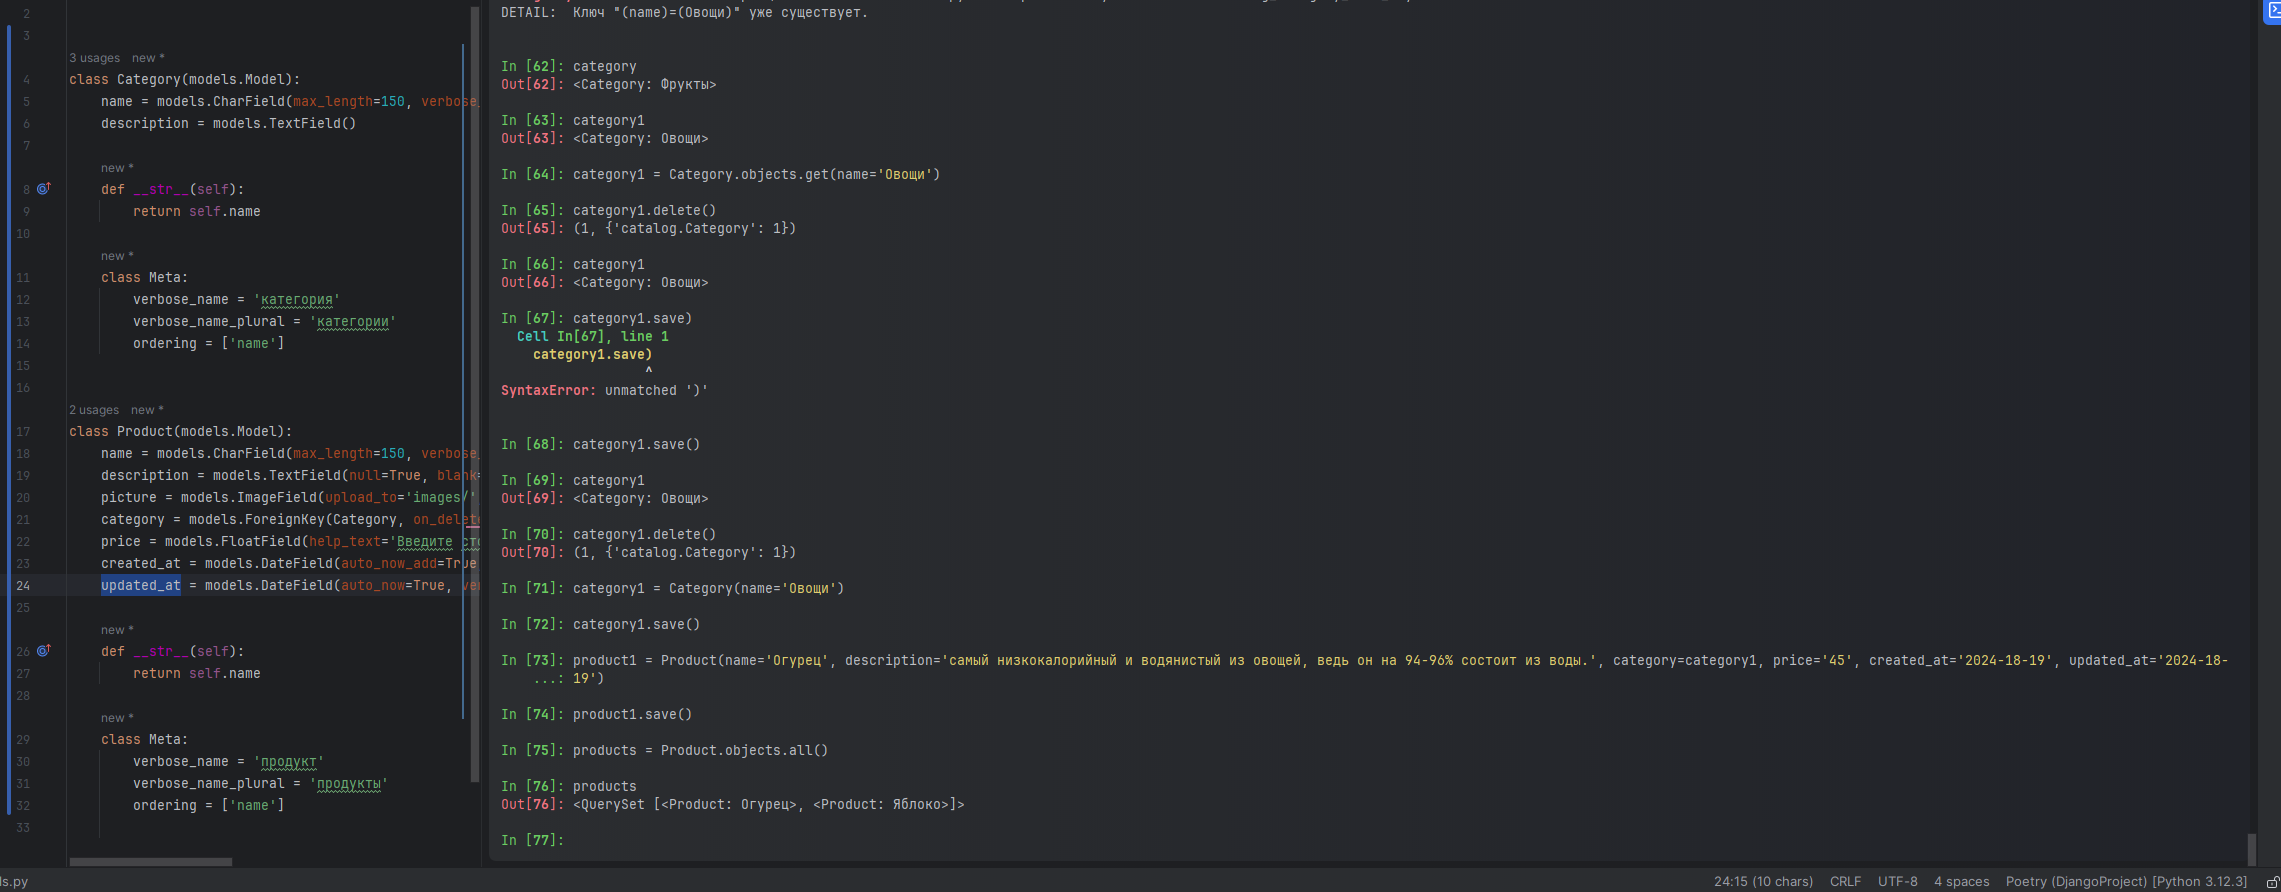 2
3
3 usages   new *
4 class Category(models.Model):
5 name = models.CharField(max_length=150, verbose_
6 description = models.TextField()
7
new *
8 def __str__(self):
9 return self.name
10
new *
11 class Meta:
12 verbose_name = 'категория'
13 verbose_name_plural = 'категории'
14 ordering = ['name']
15
16
2 usages   new *
17 class Product(models.Model):
18 name = models.CharField(max_length=150, verbose_
19 description = models.TextField(null=True, blank=
20 picture = models.ImageField(upload_to='images/'
21 category = models.ForeignKey(Category, on_delete
22 price = models.FloatField(help_text='Введите сто
23 created_at = models.DateField(auto_now_add=True
24 updated_at = models.DateField(auto_now=True, ve
25
new *
26 def __str__(self):
27 return self.name
28
new *
29 class Meta:
30 verbose_name = 'продукт'
31 verbose_name_plural = 'продукты'
32 ordering = ['name']
33
DETAIL:  Ключ "(name)=(Овощи)" уже существует.
In [62]: category
Out[62]: <Category: Фрукты>
In [63]: category1
Out[63]: <Category: Овощи>
In [64]: category1 = Category.objects.get(name='Овощи')
In [65]: category1.delete()
Out[65]: (1, {'catalog.Category': 1})
In [66]: category1
Out[66]: <Category: Овощи>
In [67]: category1.save)
Cell In[67], line 1
category1.save)
^
SyntaxError: unmatched ')'
In [68]: category1.save()
In [69]: category1
Out[69]: <Category: Овощи>
In [70]: category1.delete()
Out[70]: (1, {'catalog.Category': 1})
In [71]: category1 = Category(name='Овощи')
In [72]: category1.save()
In [73]: product1 = Product(name='Огурец', description='самый низкокалорийный и водянистый из овощей, ведь он на 94-96% состоит из воды.', category=category1, price='45', created_at='2024-18-19', updated_at='2024-18-
...: 19')
In [74]: product1.save()
In [75]: products = Product.objects.all()
In [76]: products
Out[76]: <QuerySet [<Product: Огурец>, <Product: Яблоко>]>
In [77]:
ls.py
24:15 (10 chars)   CRLF   UTF-8   4 spaces   Poetry (DjangoProject) [Python 3.12.3]